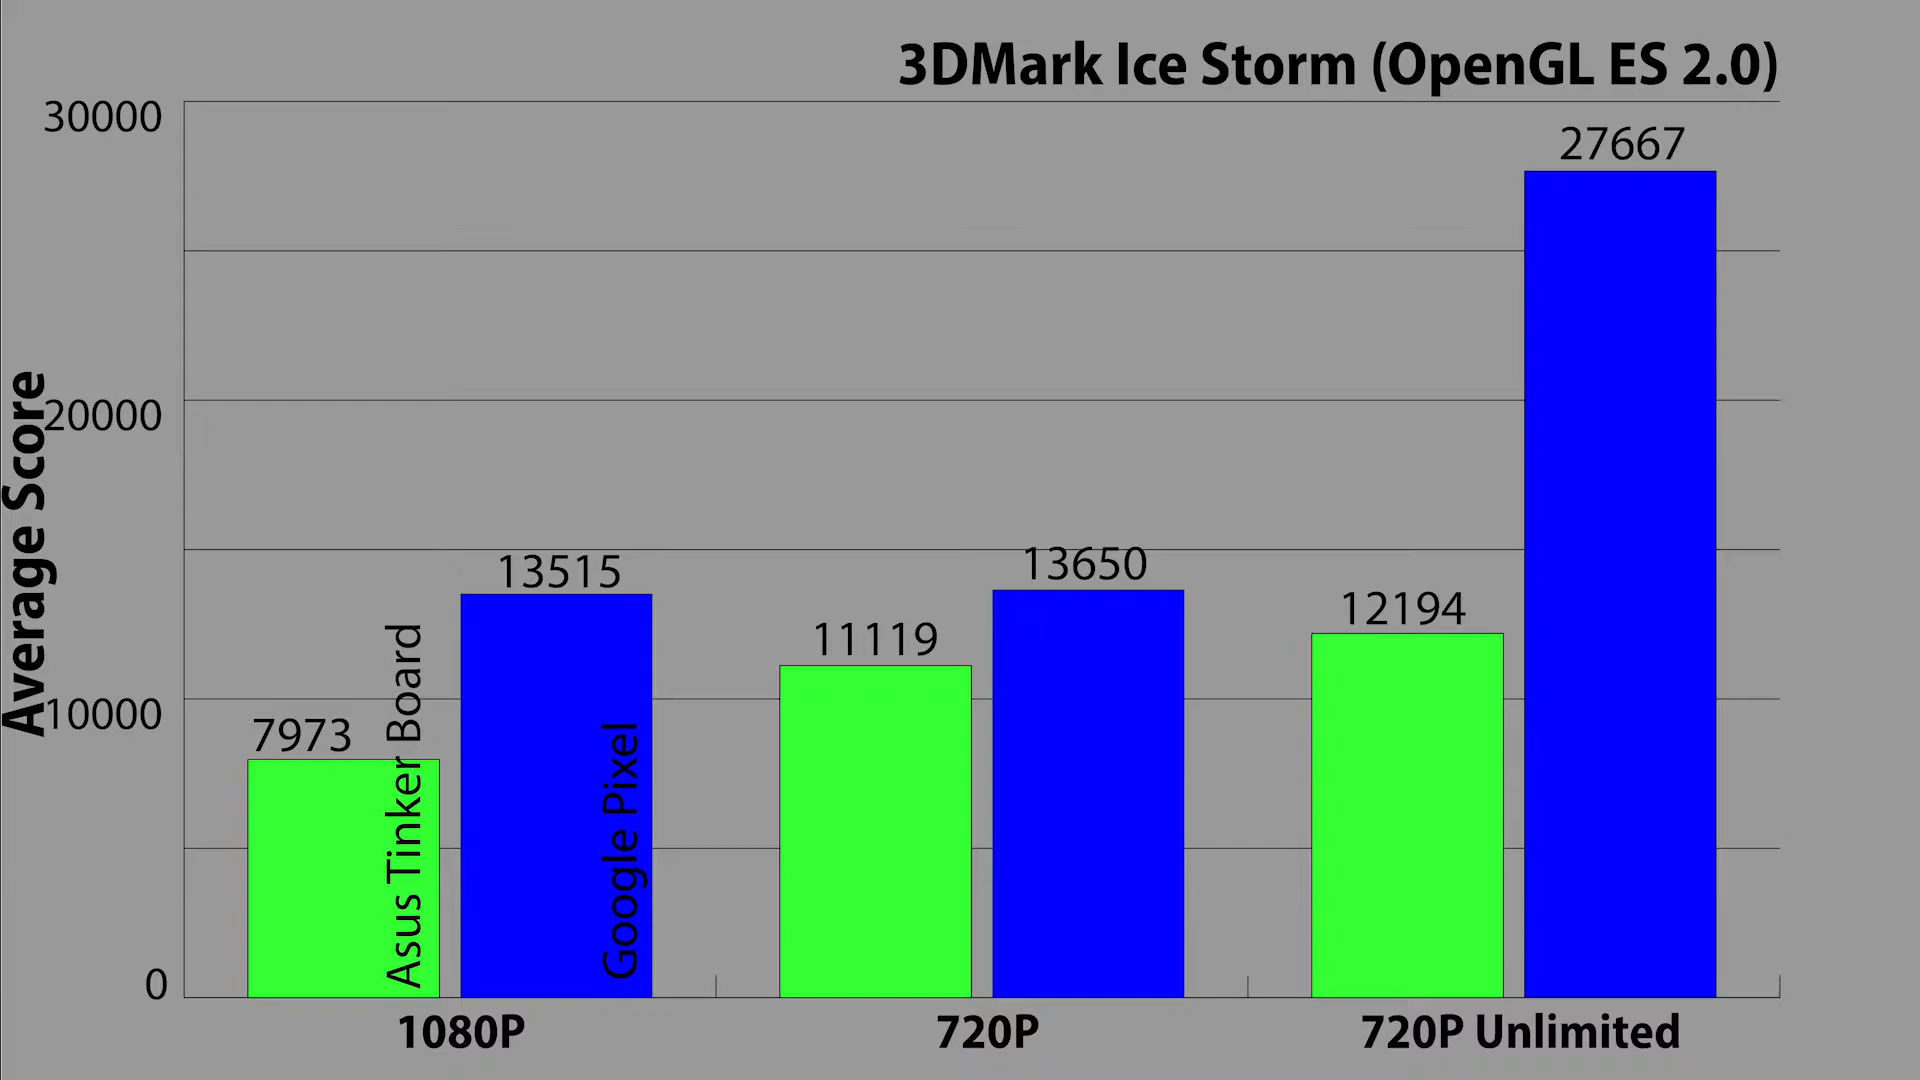 3DMark Ice Storm (OpenGL ES 2.0)
30000
27667
20000
Average Score
13515
13650
12194
11119
10000
7973
Asus Tinker Board
Google Pixel
0
1080P
720P
720P Unlimited